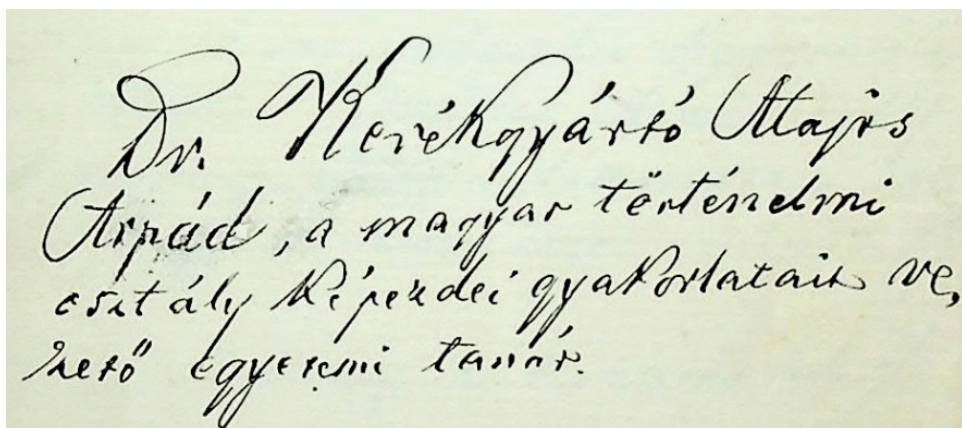 Dr. Kerékgyártó Alajos
Árpád, a magyar történelmi
osztály képezdei gyakorlatait ve,
zető egyetemi tanár.